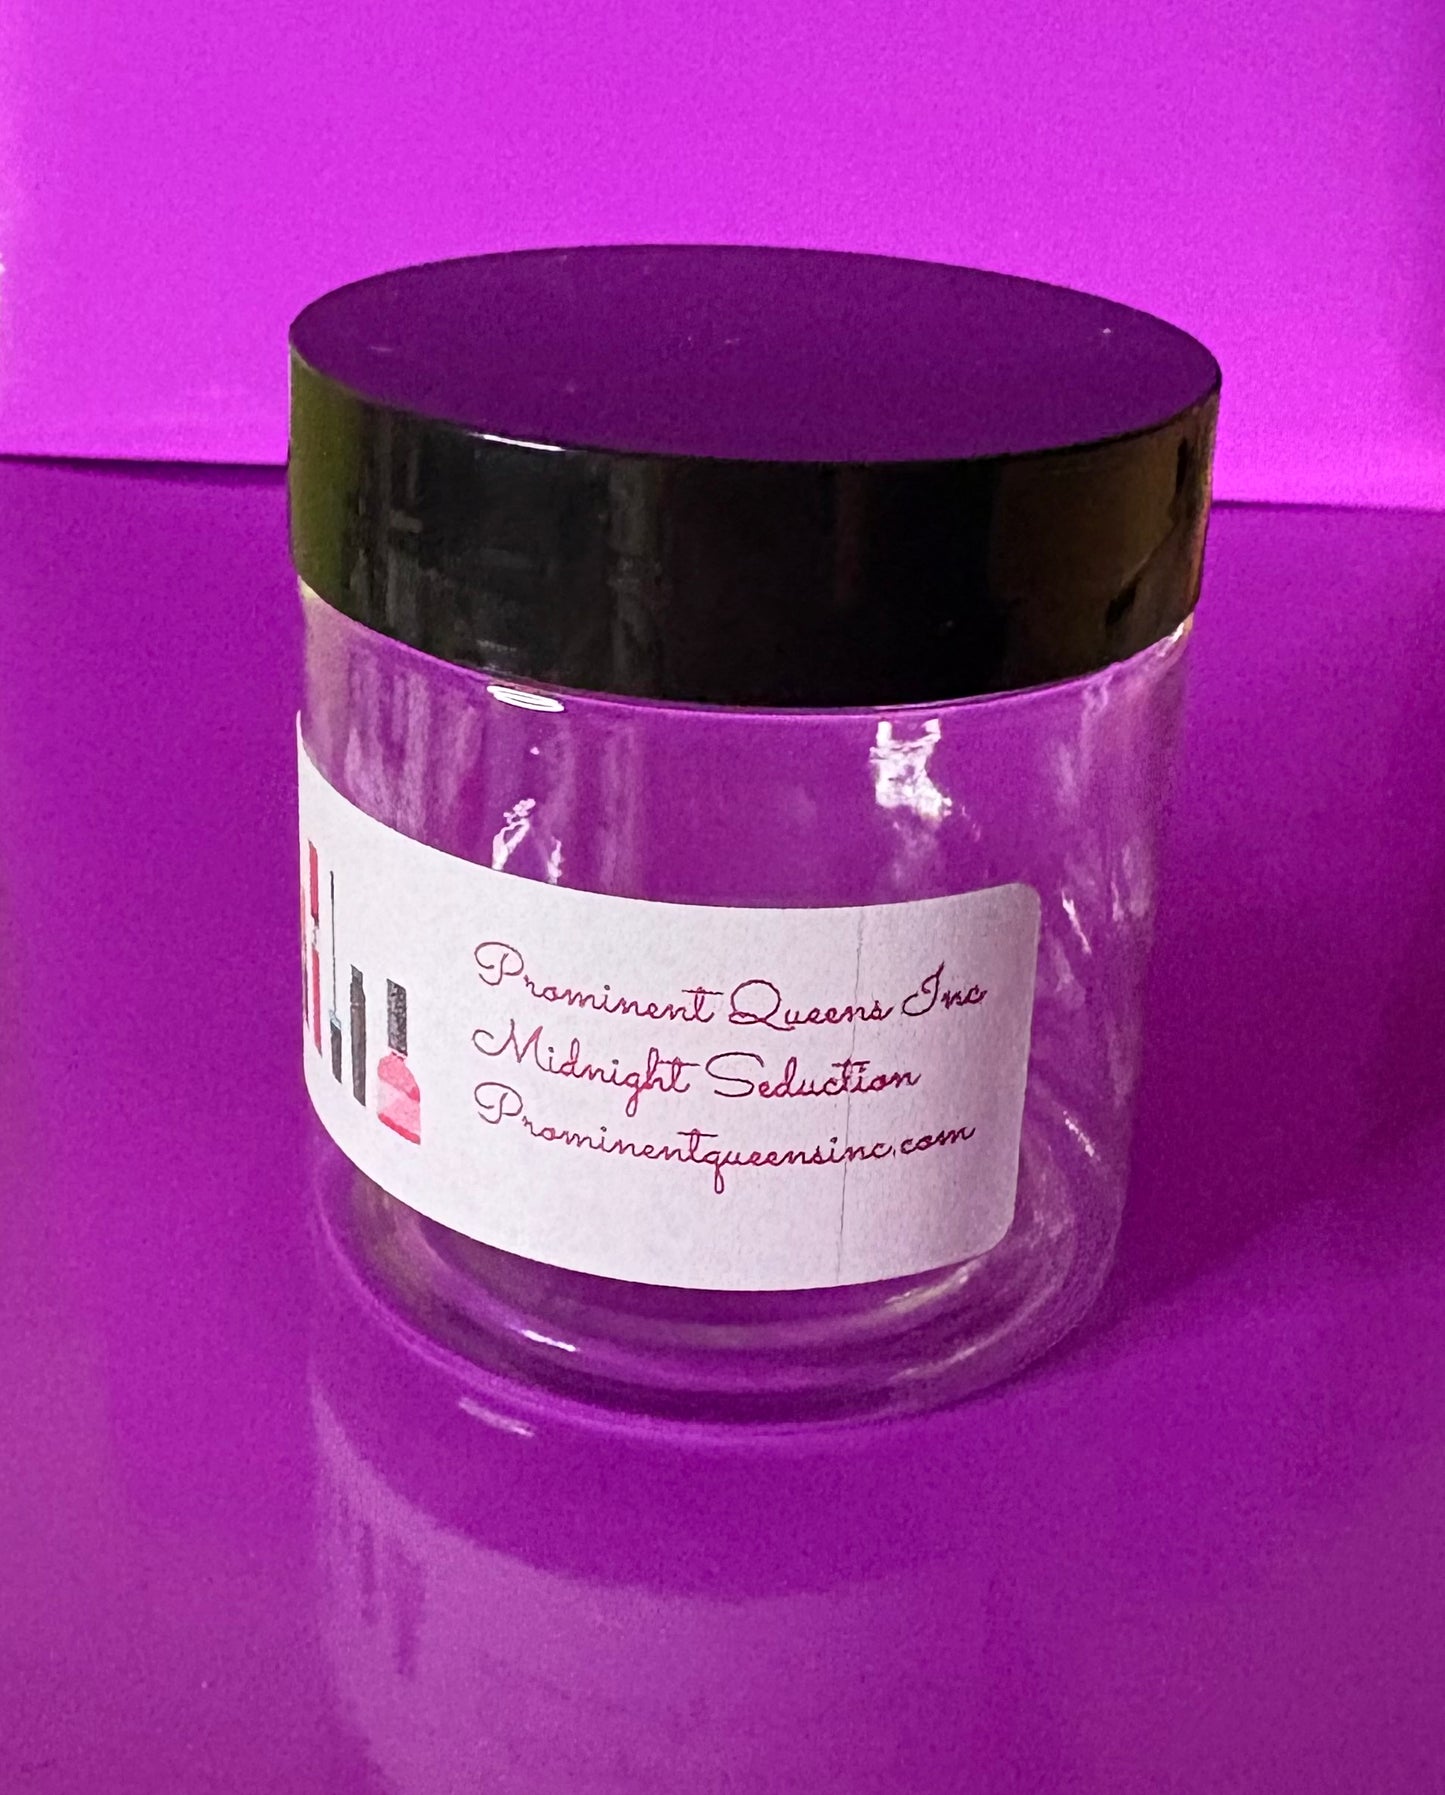 Prominent Queens Inc
Midnight Seduction
Prominentqueensinc.com